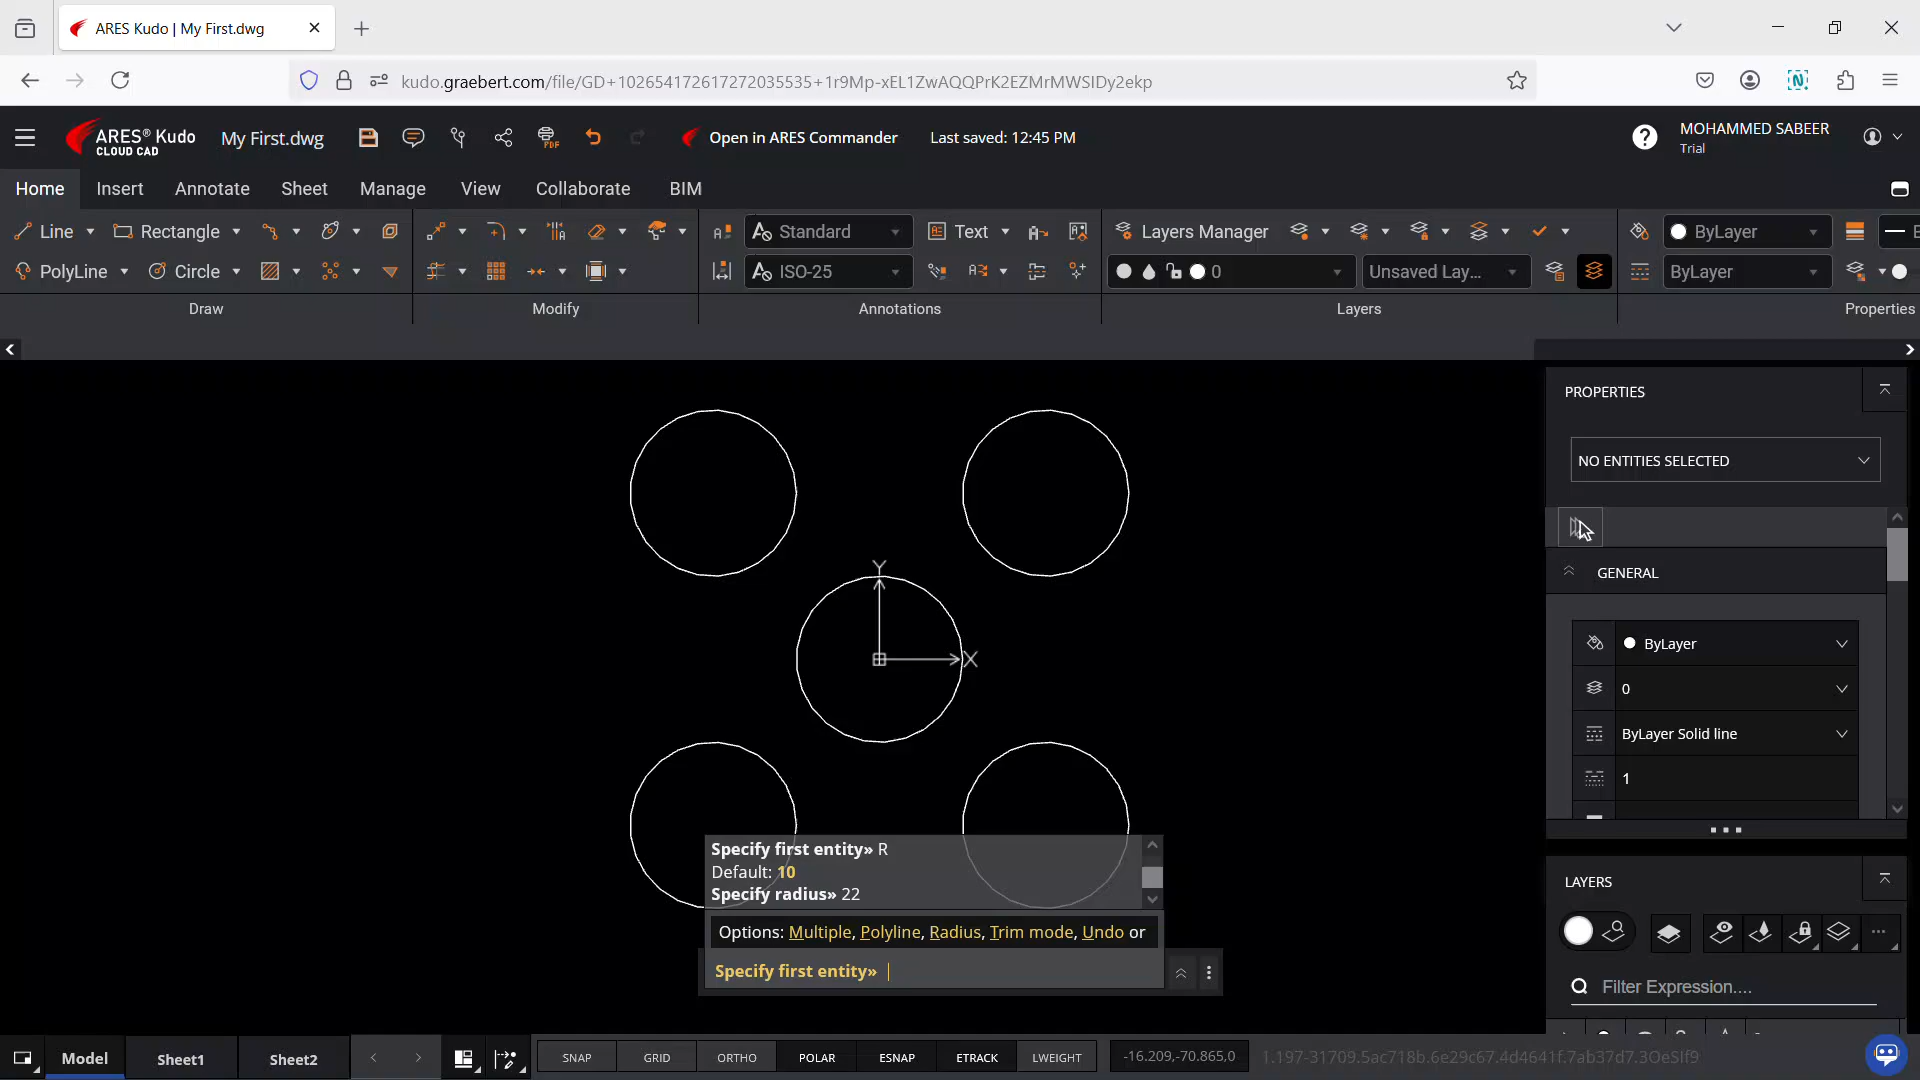 ARES Kudo | My First.dwg
kudo.graebert.com/file/GD+102654172617272035535+1r9Mp-xEL1ZwAQQPrK2EZMrMWSIDy2ekp
ARES® Kudo
CLOUD CAD
My First.dwg
PDF
Open in ARES Commander
Last saved: 12:45 PM
MOHAMMED SABEER
Trial
Home Insert Annotate Sheet Manage View Collaborate BIM
Line Rectangle Standard Text Layers Manager ByLayer
PolyLine Circle ISO-25 0 Unsaved Lay... ByLayer
Draw Modify Annotations Layers Properties
PROPERTIES
NO ENTITIES SELECTED
GENERAL
ByLayer
0
ByLayer Solid line
1
Y
X
Specify first entity» R
Default: 10
Specify radius» 22
Options: Multiple, Polyline, Radius, Trim mode, Undo or
Specify first entity»
LAYERS
Filter Expression....
Model Sheet1 Sheet2 SNAP GRID ORTHO POLAR ESNAP ETRACK LWEIGHT -16.209,-70.865,0 1.197-31709.5ac718b.6e29c67.4d4641f.7ab37d7.3OeSIf9